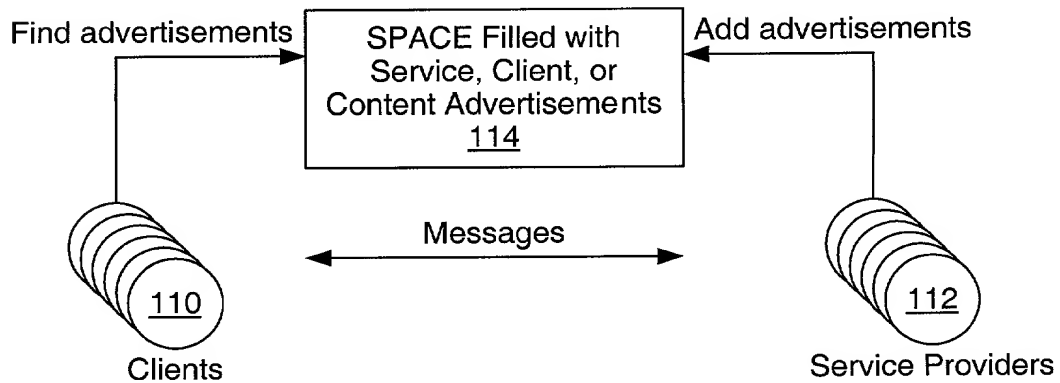 Find advertisements
SPACE Filled with
Service, Client, or
Content Advertisements
114
Add advertisements
Messages
110
Clients
112
Service Providers